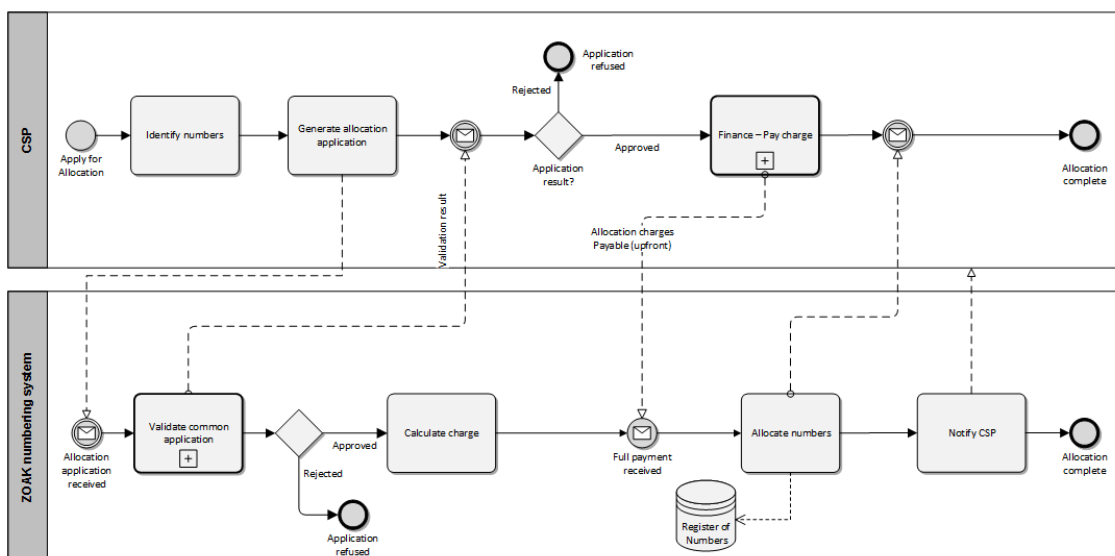 CSP
Apply for
Allocation
Identify numbers
Generate allocation
application
Validation result
Application
refused
Rejected
Application
result?
Approved
Finance – Pay charge
Allocation charges
Payable (upfront)
Allocation
complete
ZOAK numbering system
Allocation
application
received
Validate common
application
Approved
Rejected
Application
refused
Calculate charge
Full payment
received
Allocate numbers
Register of
Numbers
Notify CSP
Allocation
complete